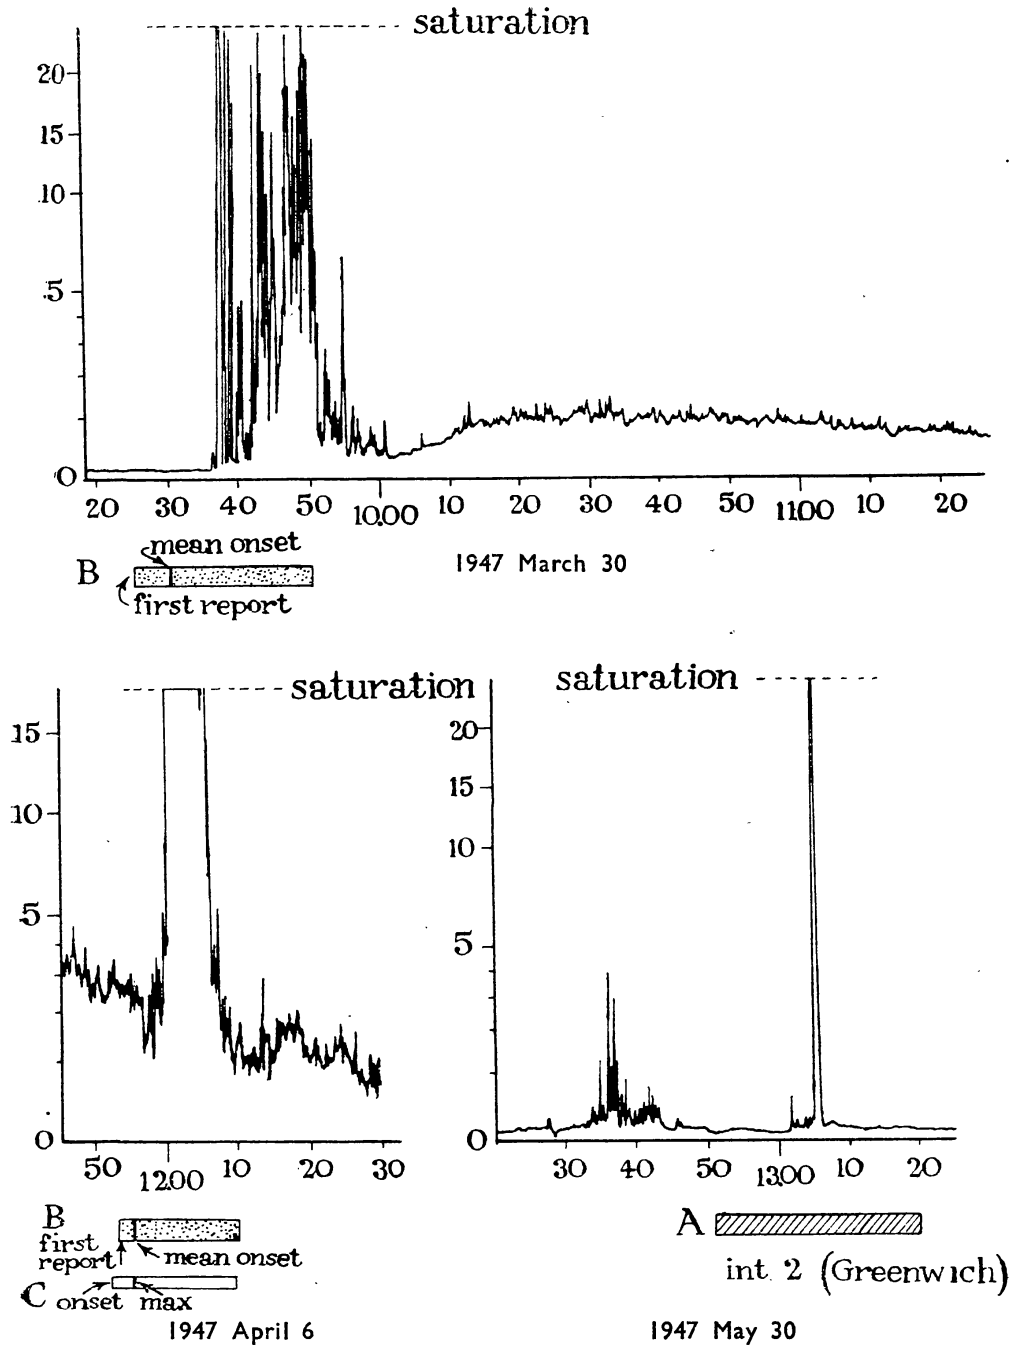 saturation
20
15
10
5
0
20 30 40 50 10.00 10 20 30 40 50 11.00 10 20
mean onset
B
first report
1947 March 30
saturation
15
10
5
0
50 12.00 10 20 30
B
first report
mean onset
C onset max
1947 April 6
saturation
20
15
10
5
0
30 40 50 13.00 10 20
A
int. 2 (Greenwich)
1947 May 30